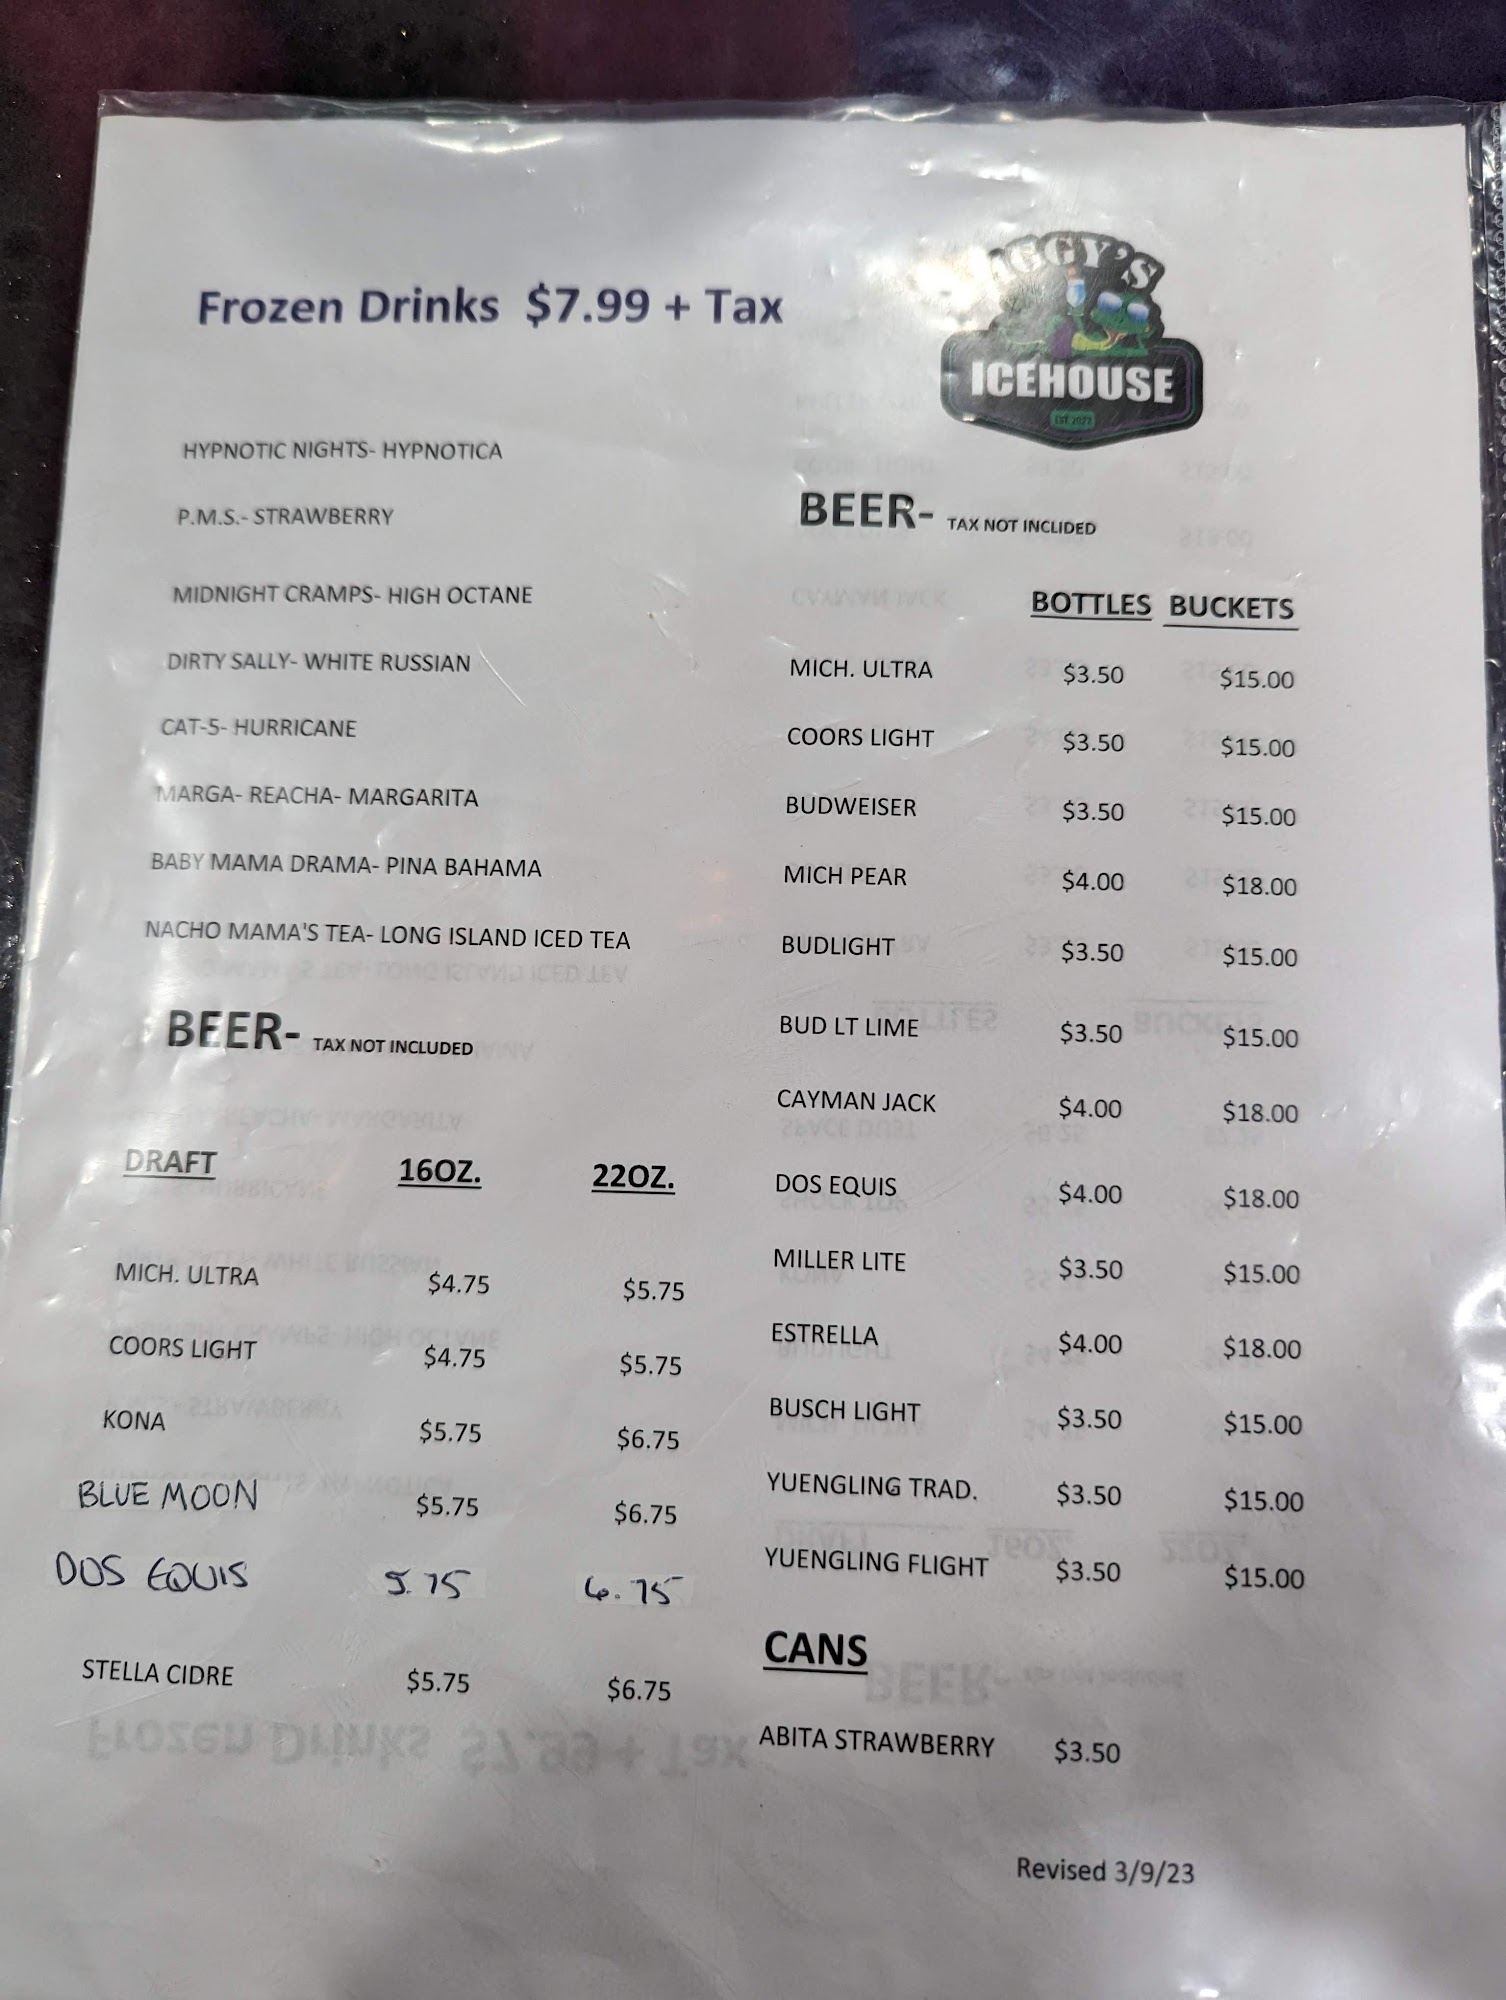 Frozen Drinks $7.99 + Tax
HYPNOTIC NIGHTS- HYPNOTICA
P.M.S.- STRAWBERRY
MIDNIGHT CRAMPS- HIGH OCTANE
DIRTY SALLY- WHITE RUSSIAN
CAT-5- HURRICANE
MARGA- REACHA- MARGARITA
BABY MAMA DRAMA- PINA BAHAMA
NACHO MAMA'S TEA- LONG ISLAND ICED TEA
BEER- TAX NOT INCLUDED
DRAFT 16OZ. 22OZ.
MICH. ULTRA $4.75 $5.75
COORS LIGHT $4.75 $5.75
KONA $5.75 $6.75
BLUE MOON $5.75 $6.75
DOS EQUIS 5.75 6.75
STELLA CIDRE $5.75 $6.75
ICEHOUSE
EST 2022
BEER- TAX NOT INCLIDED
BOTTLES BUCKETS
MICH. ULTRA $3.50 $15.00
COORS LIGHT $3.50 $15.00
BUDWEISER $3.50 $15.00
MICH PEAR $4.00 $18.00
BUDLIGHT $3.50 $15.00
BUD LT LIME $3.50 $15.00
CAYMAN JACK $4.00 $18.00
DOS EQUIS $4.00 $18.00
MILLER LITE $3.50 $15.00
ESTRELLA $4.00 $18.00
BUSCH LIGHT $3.50 $15.00
YUENGLING TRAD. $3.50 $15.00
YUENGLING FLIGHT $3.50 $15.00
CANS
ABITA STRAWBERRY $3.50
Revised 3/9/23